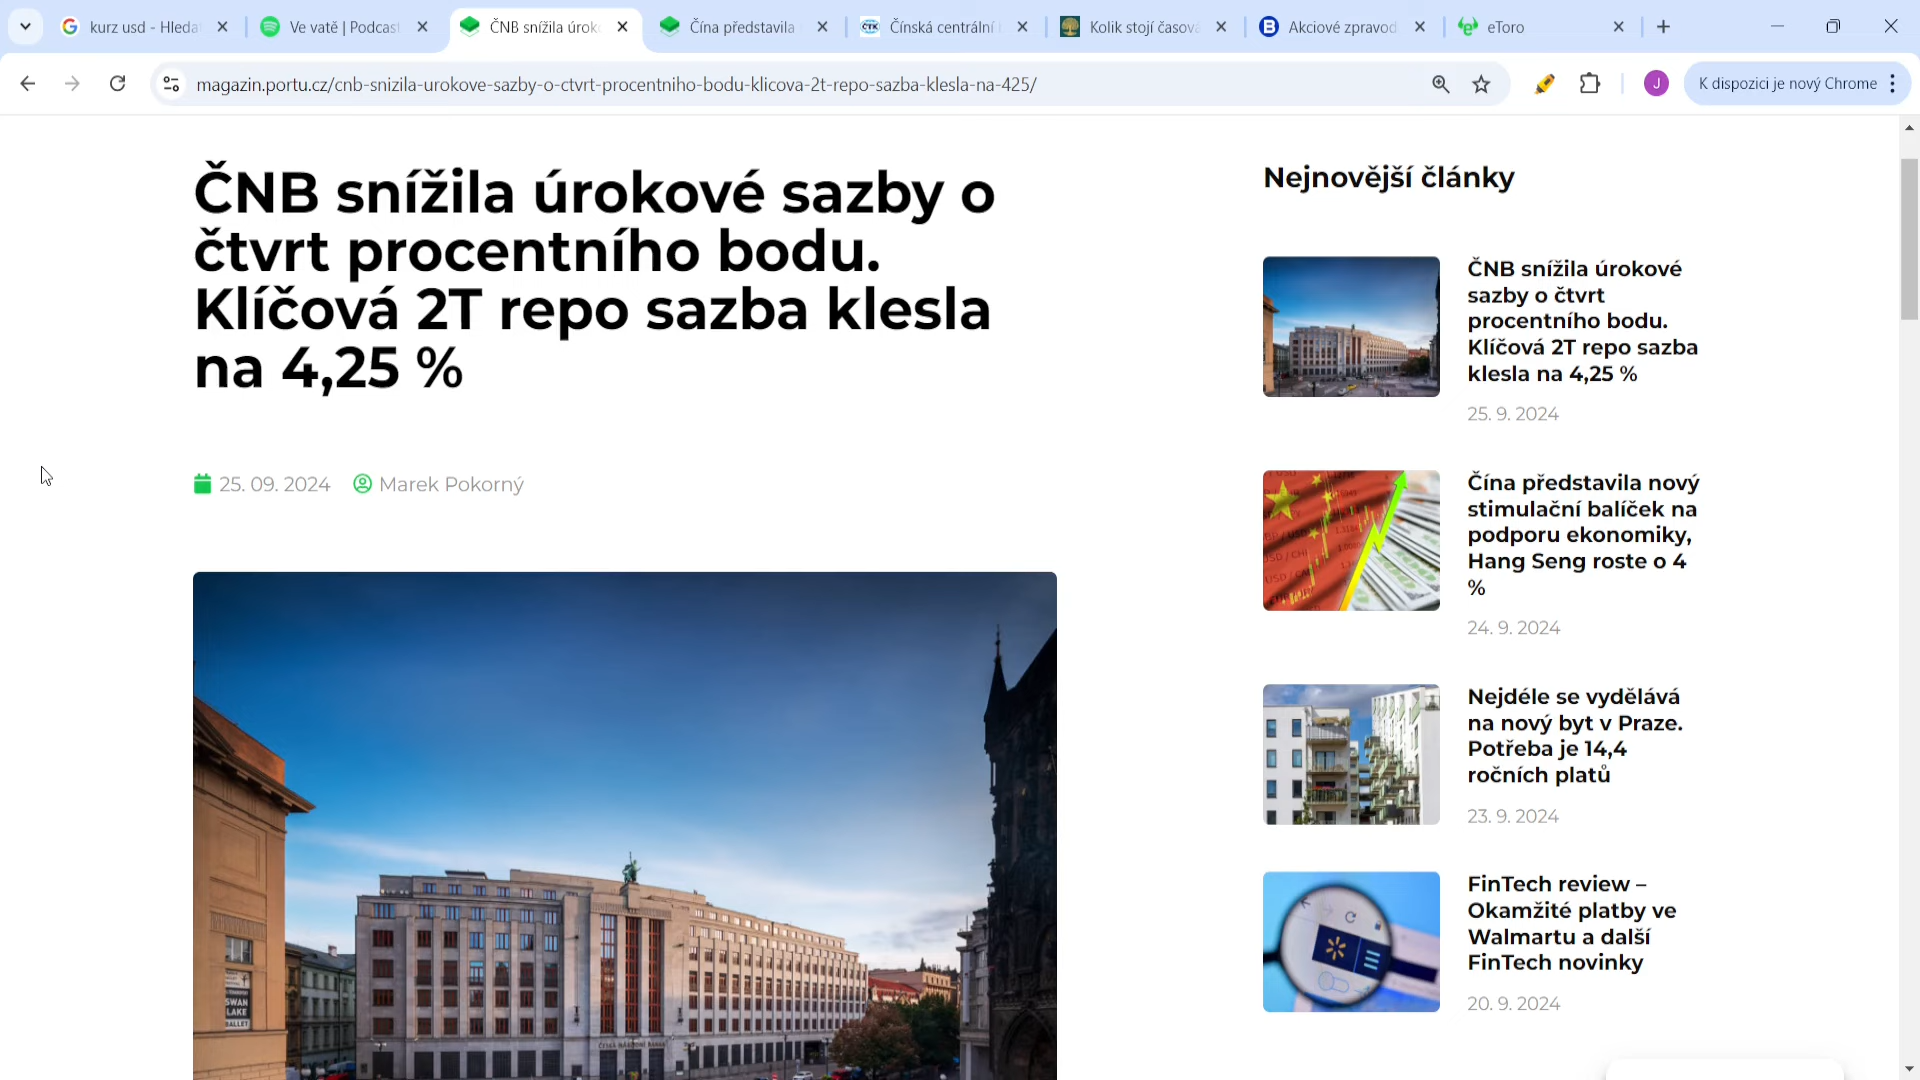 kurz usd - Hleda
Ve vatě | Podcast
ČNB snížila úrok
Čína představila
ČTK
Čínská centrální
Kolik stojí časov
Akciové zpravod
eToro
magazin.portu.cz/cnb-snizila-urokove-sazby-o-ctvrt-procentniho-bodu-klicova-2t-repo-sazba-klesla-na-425/
J
K dispozici je nový Chrome
ČNB snížila úrokové sazby o
čtvrt procentního bodu.
Klíčová 2T repo sazba klesla
na 4,25 %
25. 09. 2024
Marek Pokorný
SWAN
LAKE
BALLET
Nejnovější články
ČNB snížila úrokové
sazby o čtvrt
procentního bodu.
Klíčová 2T repo sazba
klesla na 4,25 %
25. 9. 2024
Čína představila nový
stimulační balíček na
podporu ekonomiky,
Hang Seng roste o 4
%
24. 9. 2024
Nejdéle se vydělává
na nový byt v Praze.
Potřeba je 14,4
ročních platů
23. 9. 2024
FinTech review –
Okamžité platby ve
Walmartu a další
FinTech novinky
20. 9. 2024